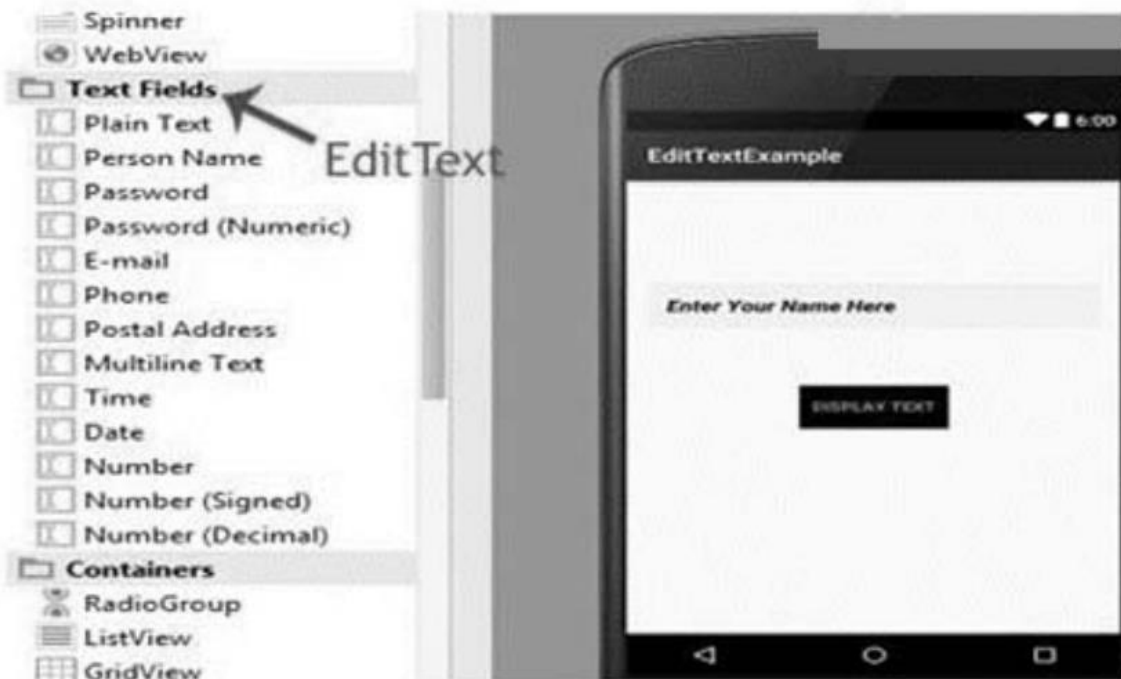 Spinner
WebView
Text Fields
Plain Text
Person Name
Password
Password (Numeric)
E-mail
Phone
Postal Address
Multiline Text
Time
Date
Number
Number (Signed)
Number (Decimal)
Containers
RadioGroup
ListView
GridView
EditText
6:00
EditTextExample
Enter Your Name Here
DISPLAY TEXT